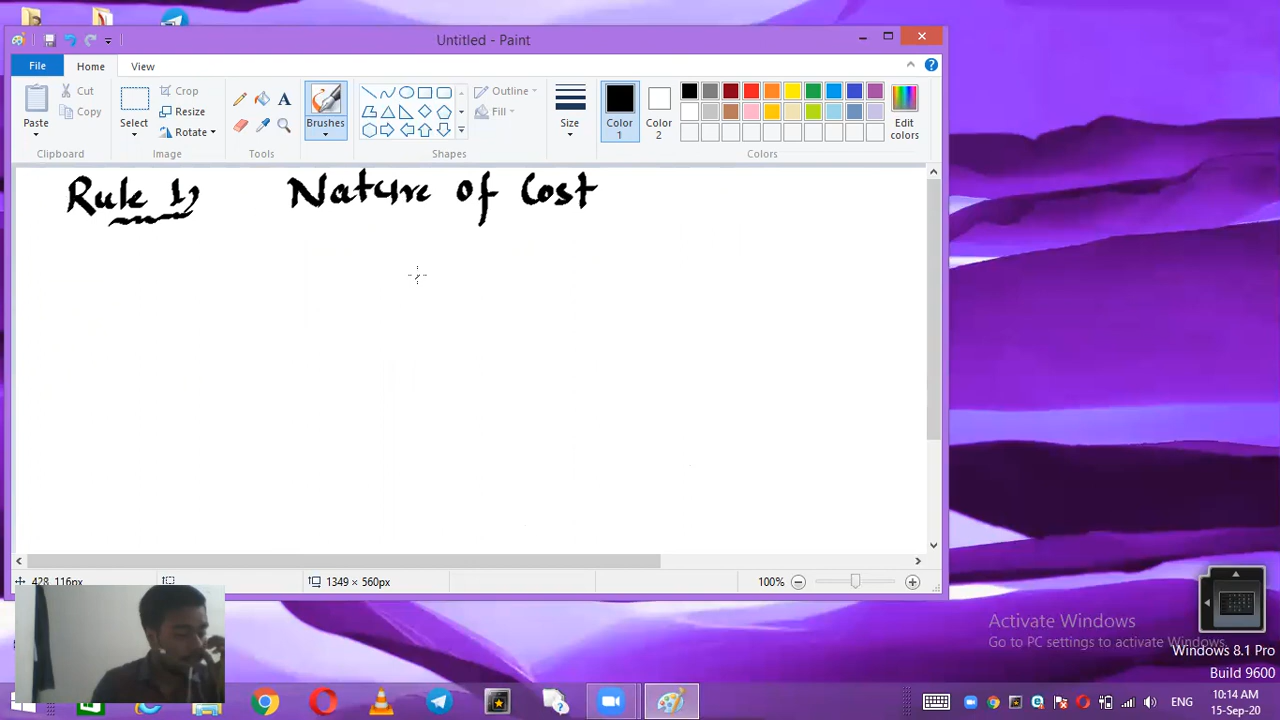 Untitled - Paint
File Home View
Paste
Cut
Copy
Clipboard
Select
Crop
Resize
Rotate
Image
Tools
Brushes
Outline
Fill
Shapes
Size
Color 1
Color 2
Edit colors
Colors
Rule 1) Nature of Cost
428, 116px
1349 × 560px
100%
Activate Windows
Go to PC settings to activate Windows.
Windows 8.1 Pro
Build 9600
ENG
10:14 AM
15-Sep-20